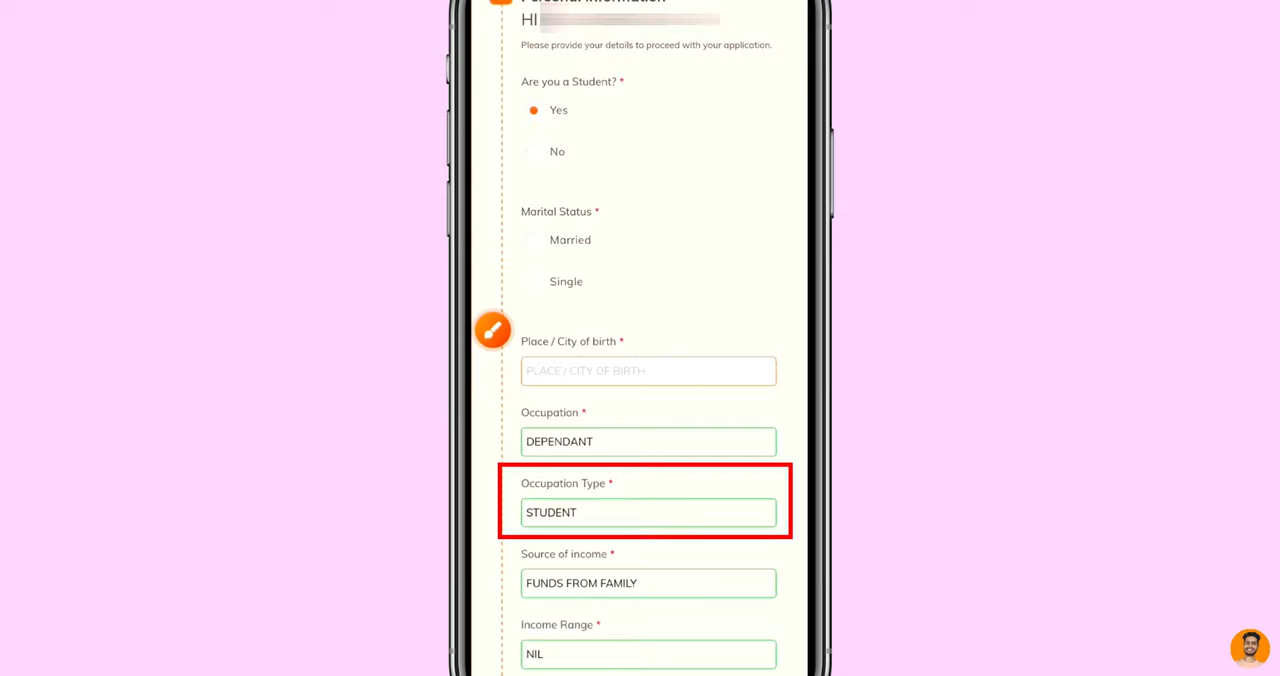 Personal Information
HI
Please provide your details to proceed with your application.
Are you a Student? *
Yes
No
Marital Status *
Married
Single
Place / City of birth *
PLACE / CITY OF BIRTH
Occupation *
DEPENDANT
Occupation Type *
STUDENT
Source of income *
FUNDS FROM FAMILY
Income Range *
NIL